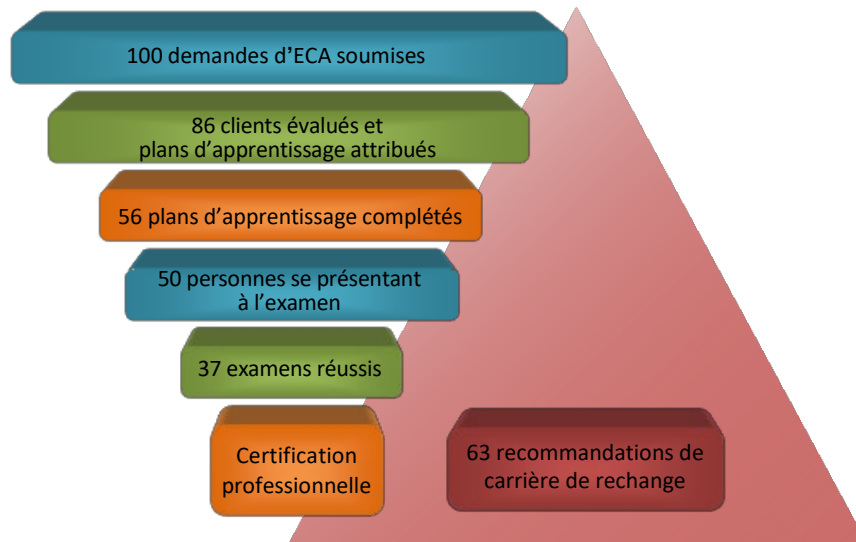 100 demandes d’ECA soumises
86 clients évalués et
plans d’apprentissage attribués
56 plans d’apprentissage complétés
50 personnes se présentant
à l’examen
37 examens réussis
Certification
professionnelle
63 recommandations de
carrière de rechange